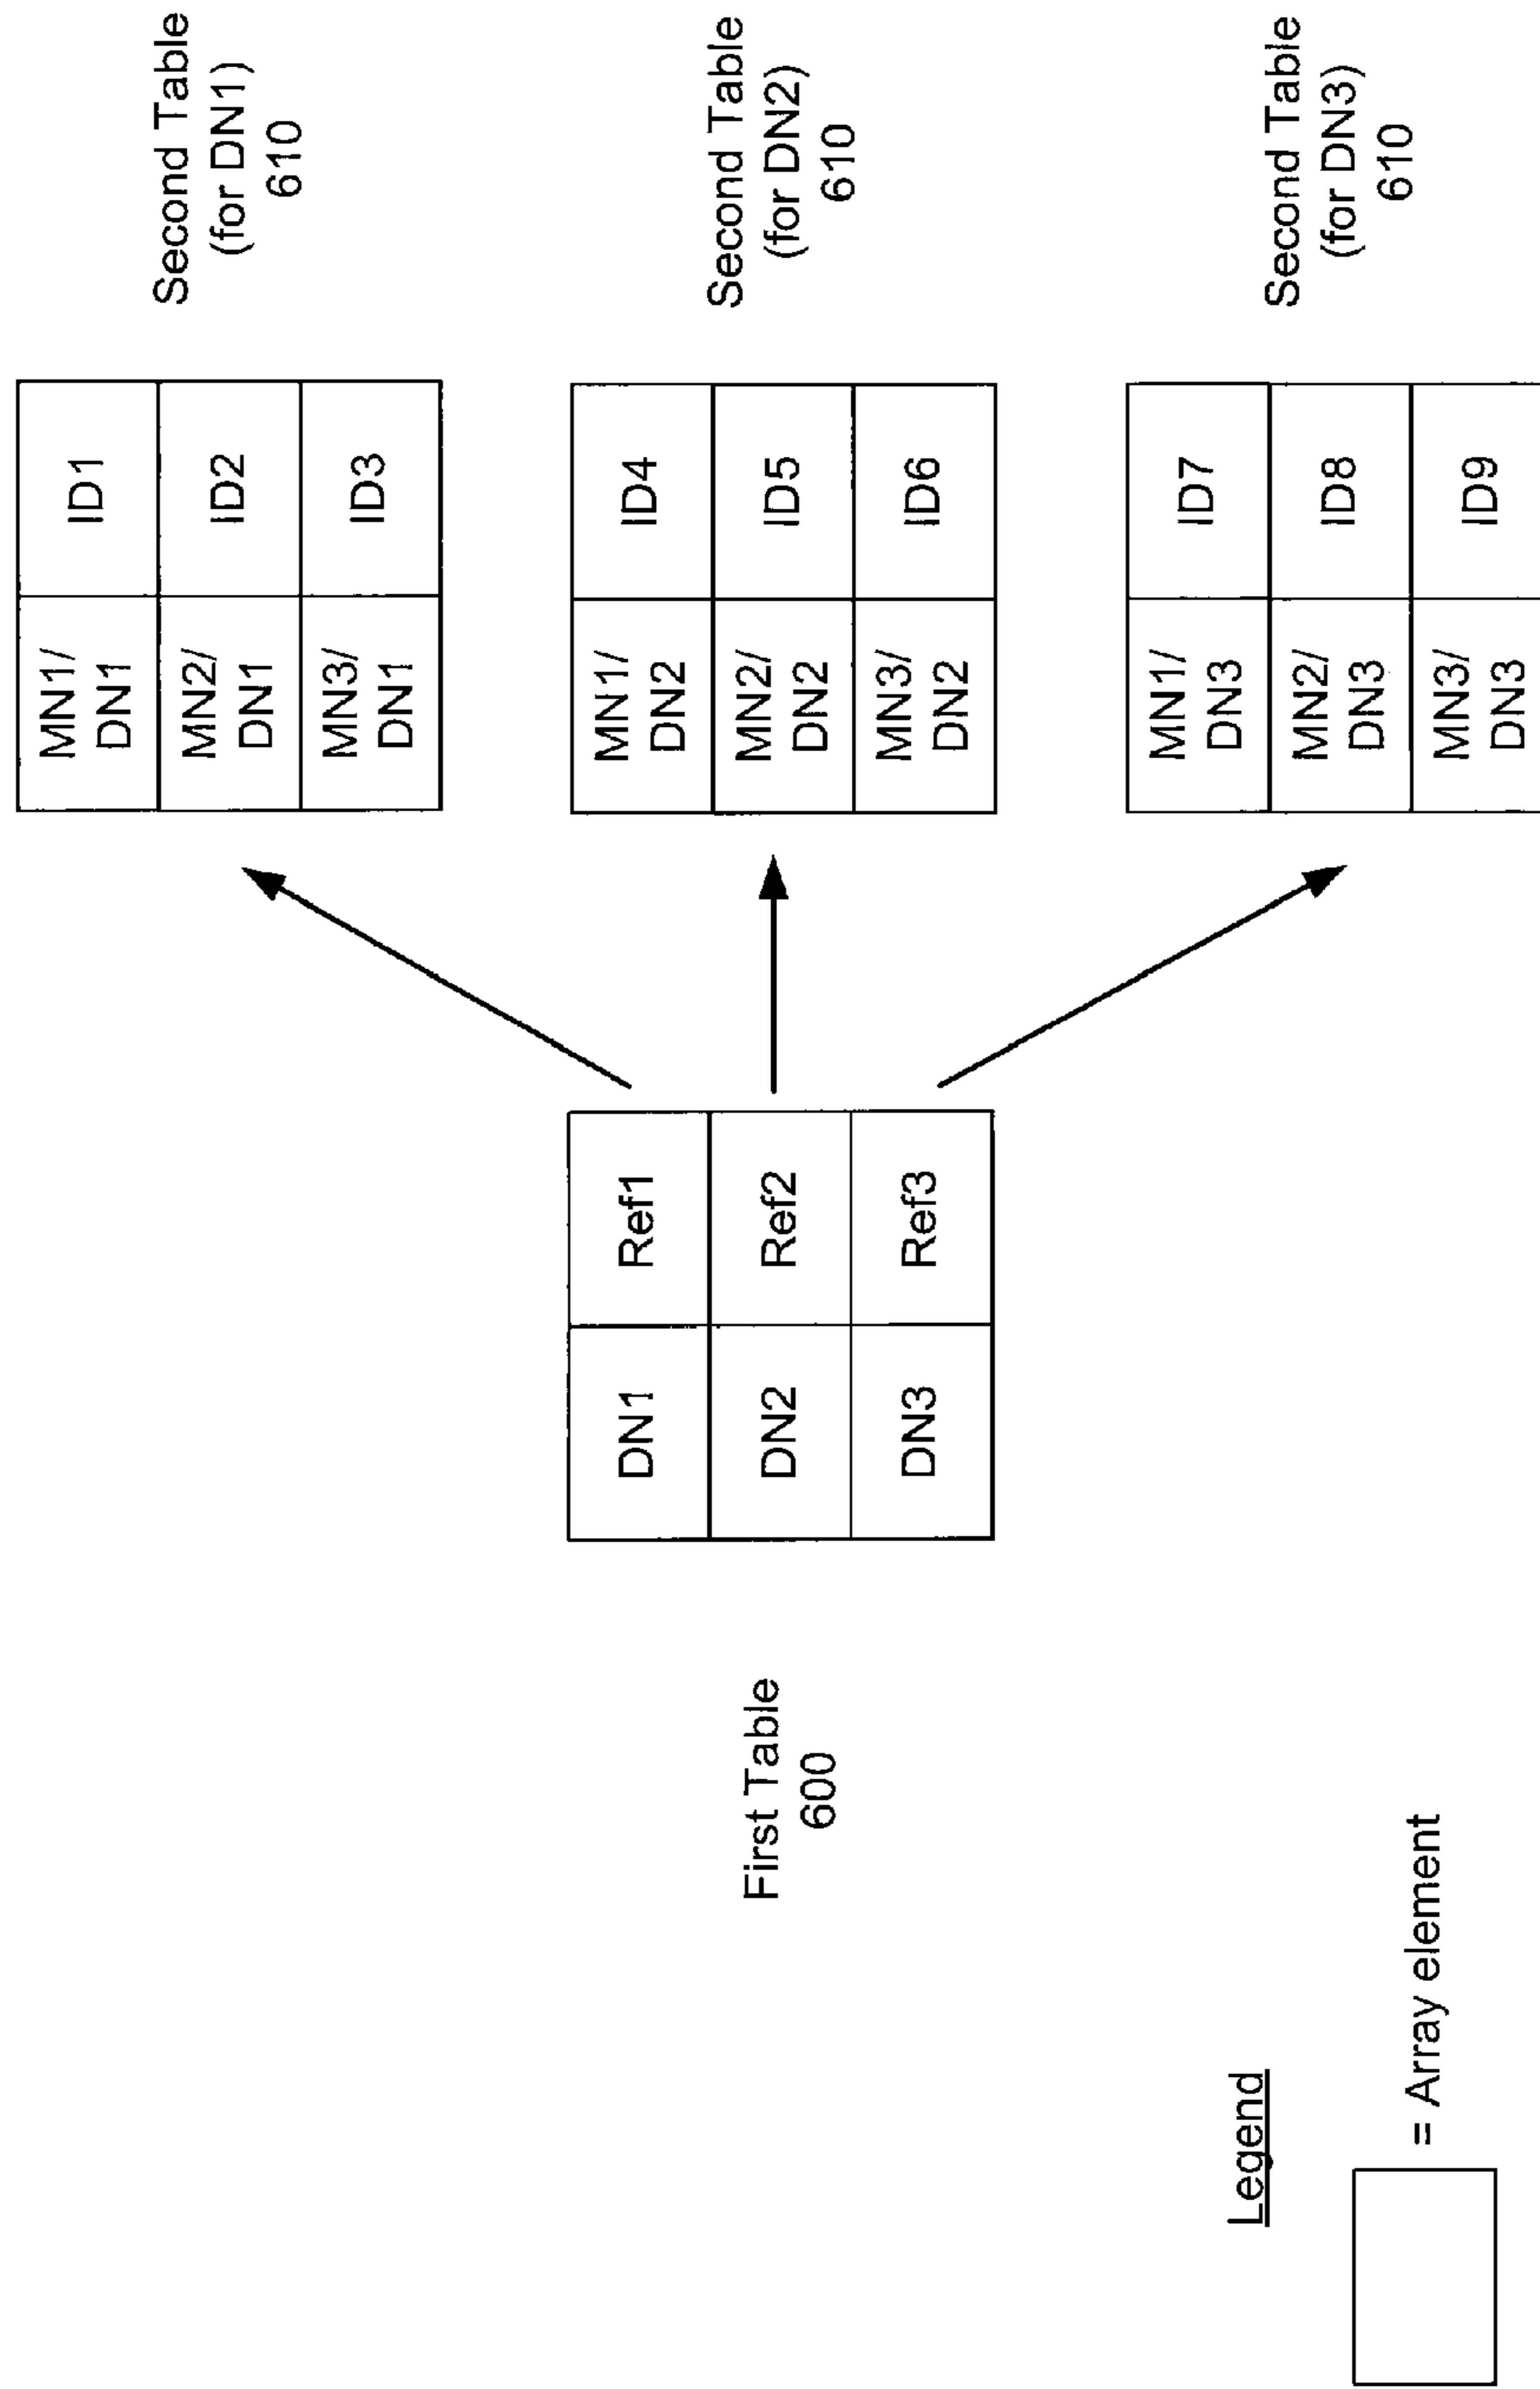 Second Table
(for DN1)
610
MN1/
DN1
ID1
MN2/
DN1
ID2
MN3/
DN1
ID3
First Table
600
DN1
Ref1
DN2
Ref2
DN3
Ref3
Second Table
(for DN2)
610
MN1/
DN2
ID4
MN2/
DN2
ID5
MN3/
DN2
ID6
Second Table
(for DN3)
610
MN1/
DN3
ID7
MN2/
DN3
ID8
MN3/
DN3
ID9
Legend
= Array element